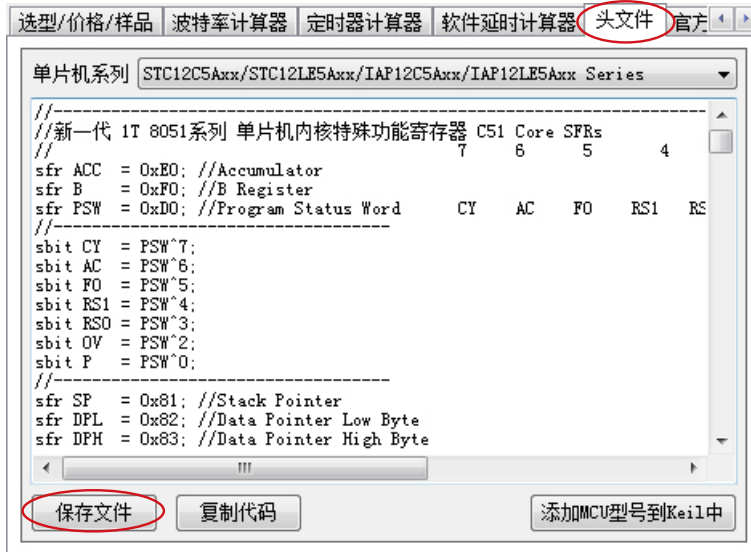 选型/价格/样品 波特率计算器 定时器计算器 软件延时计算器 头文件 官方
单片机系列 STC12C5Axx/STC12LE5Axx/IAP12C5Axx/IAP12LE5Axx Series
//--------------------------------------------------------------------------------
//新一代 1T 8051系列 单片机内核特殊功能寄存器 C51 Core SFRs
// 7 6 5 4
sfr ACC = 0xE0; //Accumulator
sfr B = 0xF0; //B Register
sfr PSW = 0xD0; //Program Status Word CY AC F0 RS1 RS
//-----------------------------------
sbit CY = PSW^7;
sbit AC = PSW^6;
sbit F0 = PSW^5;
sbit RS1 = PSW^4;
sbit RS0 = PSW^3;
sbit OV = PSW^2;
sbit P = PSW^0;
//-----------------------------------
sfr SP = 0x81; //Stack Pointer
sfr DPL = 0x82; //Data Pointer Low Byte
sfr DPH = 0x83; //Data Pointer High Byte
保存文件 复制代码 添加MCU型号到Keil中